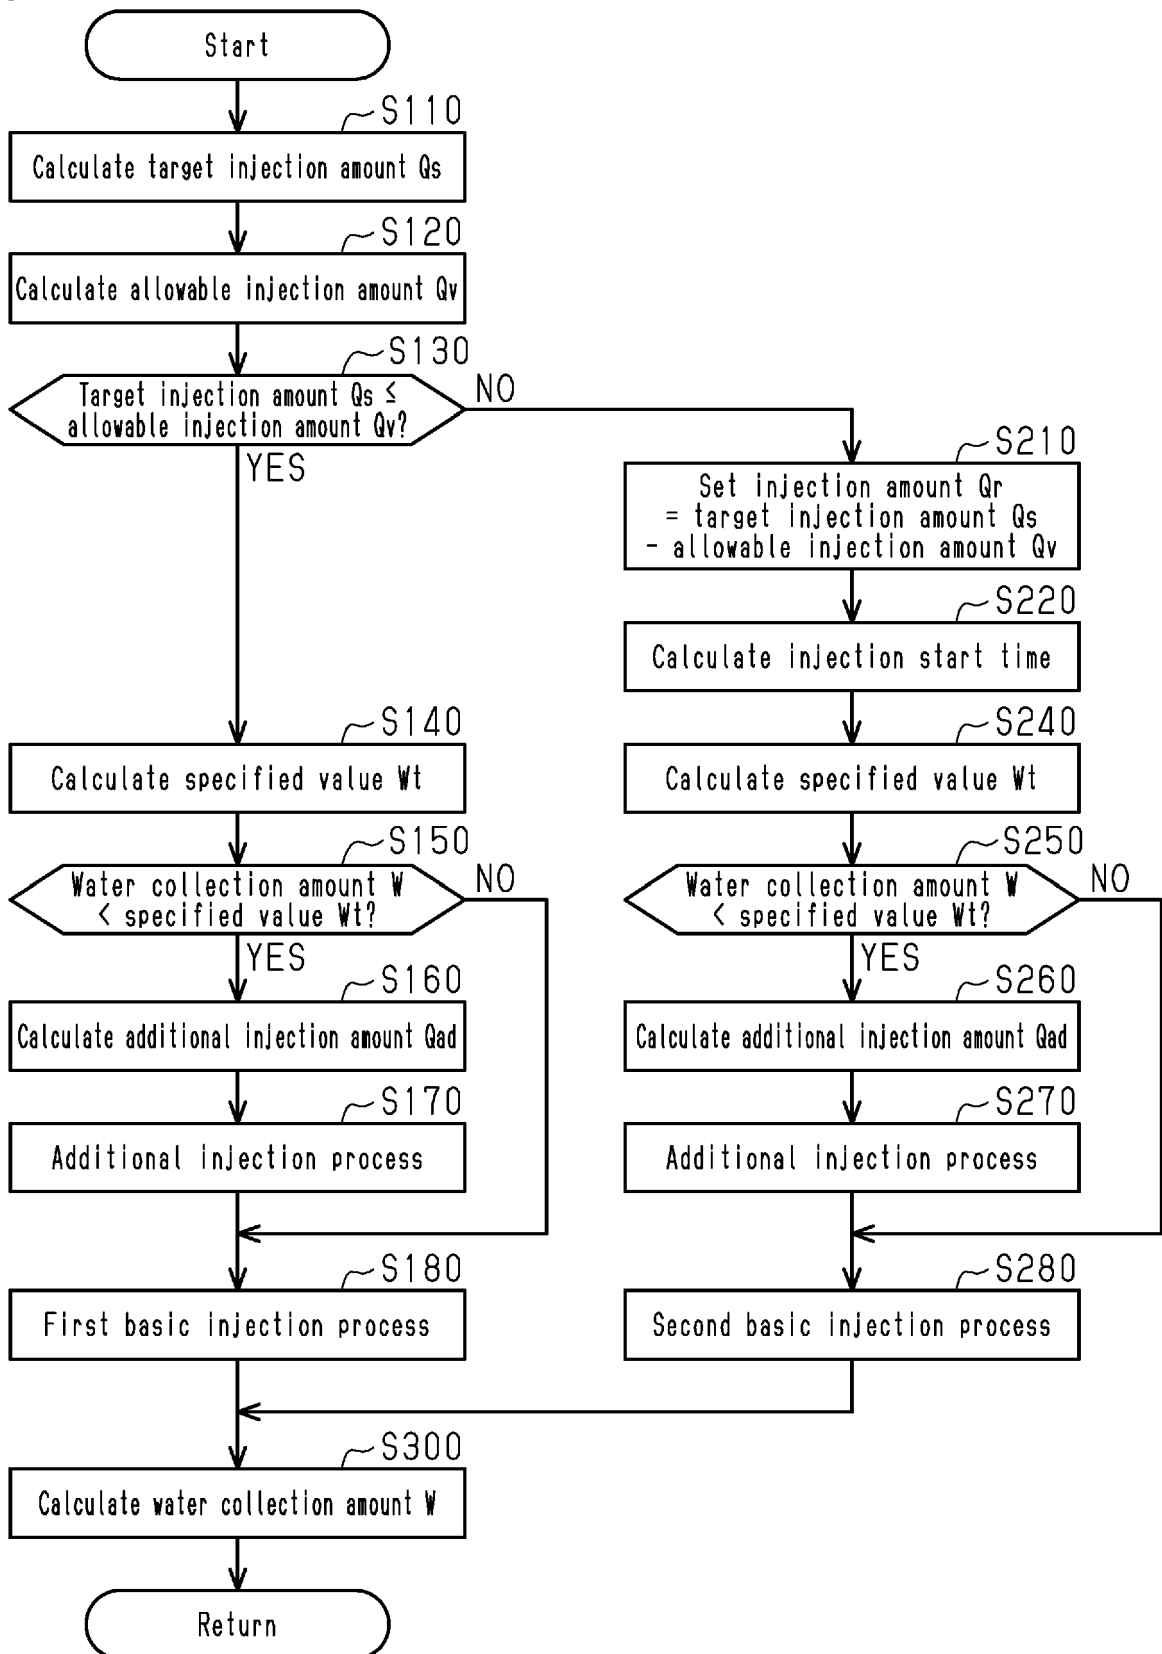 Start
S110
Calculate target injection amount Qs
S120
Calculate allowable injection amount Qv
S130
Target injection amount Qs ≤
allowable injection amount Qv?
NO
YES
S210
Set injection amount Qr
= target injection amount Qs
- allowable injection amount Qv
S220
Calculate injection start time
S140
Calculate specified value Wt
S240
Calculate specified value Wt
S150
Water collection amount W
< specified value Wt?
NO
YES
S250
Water collection amount W
< specified value Wt?
NO
YES
S160
Calculate additional injection amount Qad
S260
Calculate additional injection amount Qad
S170
Additional injection process
S270
Additional injection process
S180
First basic injection process
S280
Second basic injection process
S300
Calculate water collection amount W
Return